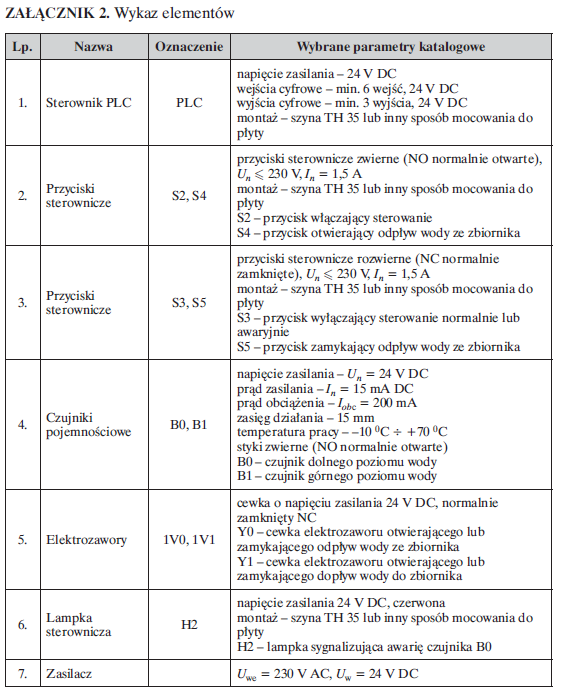 ZAŁĄCZNIK 2. Wykaz elementów
Lp. Nazwa Oznaczenie Wybrane parametry katalogowe
1. Sterownik PLC PLC
napięcie zasilania – 24 V DC
wejścia cyfrowe – min. 6 wejść, 24 V DC
wyjścia cyfrowe – min. 3 wyjścia, 24 V DC
montaż – szyna TH 35 lub inny sposób mocowania do
płyty
2. Przyciski
sterownicze
S2, S4
przyciski sterownicze zwierne (NO normalnie otwarte),
Un ⩽ 230 V, In = 1,5 A
montaż – szyna TH 35 lub inny sposób mocowania do
płyty
S2 – przycisk włączający sterowanie
S4 – przycisk otwierający odpływ wody ze zbiornika
3. Przyciski
sterownicze
S3, S5
przyciski sterownicze rozwierne (NC normalnie
zamknięte), Un ⩽ 230 V, In = 1,5 A
montaż – szyna TH 35 lub inny sposób mocowania do
płyty
S3 – przycisk wyłączający sterowanie normalnie lub
awaryjnie
S5 – przycisk zamykający odpływ wody ze zbiornika
4. Czujniki
pojemnościowe
B0, B1
napięcie zasilania – Un = 24 V DC
prąd zasilania – In = 15 mA DC
prąd obciążenia – Iobc = 200 mA
zasięg działania – 15 mm
temperatura pracy – –10 ⁰C ÷ +70 ⁰C
styki zwierne (NO normalnie otwarte)
B0 – czujnik dolnego poziomu wody
B1 – czujnik górnego poziomu wody
5. Elektrozawory 1V0, 1V1
cewka o napięciu zasilania 24 V DC, normalnie
zamknięty NC
Y0 – cewka elektrozaworu otwierającego lub
zamykającego odpływ wody ze zbiornika
Y1 – cewka elektrozaworu otwierającego lub
zamykającego dopływ wody do zbiornika
6. Lampka
sterownicza
H2
napięcie zasilania 24 V DC, czerwona
montaż – szyna TH 35 lub inny sposób mocowania do
płyty
H2 – lampka sygnalizująca awarię czujnika B0
7. Zasilacz Uwe = 230 V AC, Uw = 24 V DC